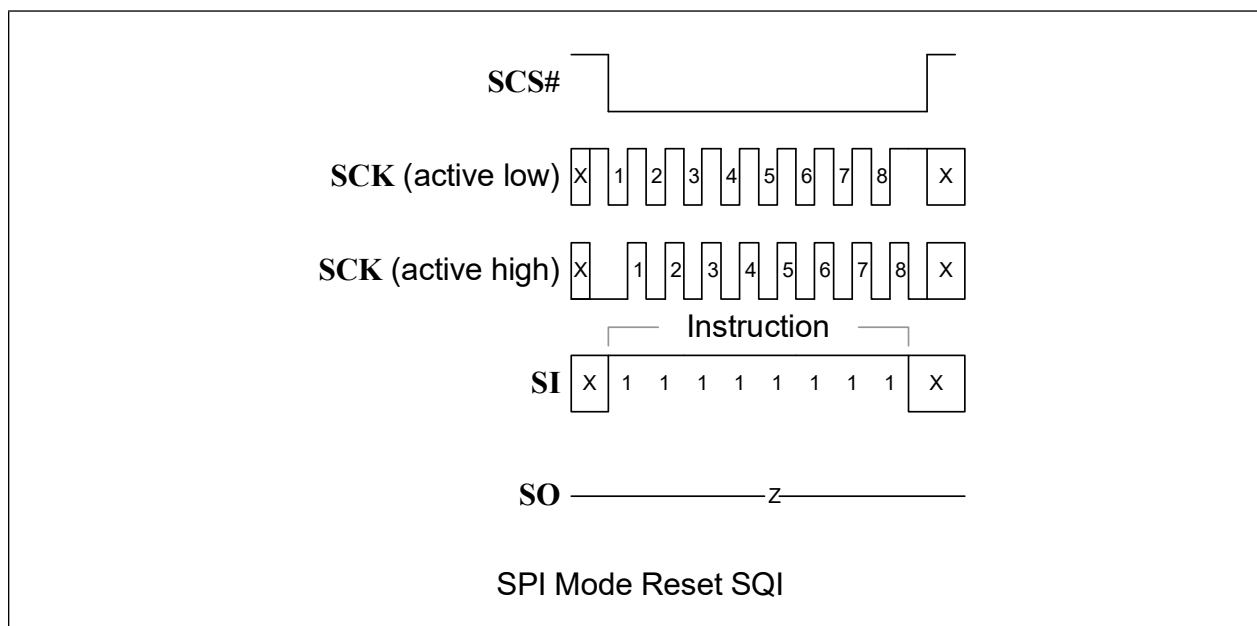 SCS#
SCK (active low) X 1 2 3 4 5 6 7 8 X
SCK (active high) X 1 2 3 4 5 6 7 8 X
Instruction
SI X 1 1 1 1 1 1 1 1 X
SO Z
SPI Mode Reset SQI